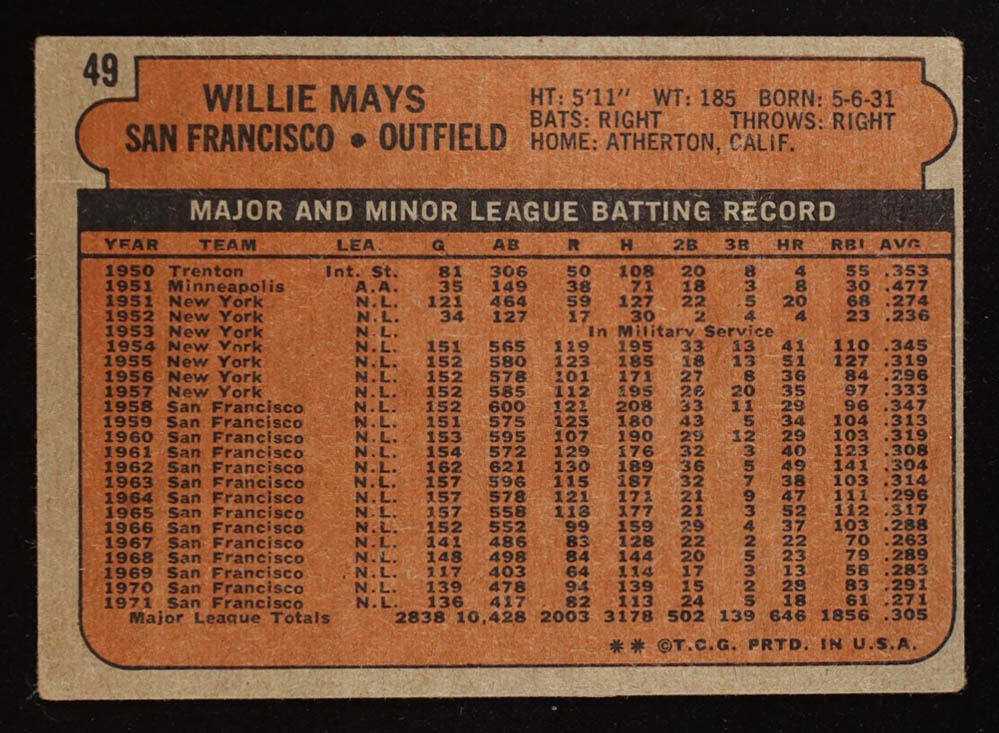 49
WILLIE MAYS
SAN FRANCISCO • OUTFIELD
HT: 5'11" WT: 185 BORN: 5-6-31
BATS: RIGHT THROWS: RIGHT
HOME: ATHERTON, CALIF.
MAJOR AND MINOR LEAGUE BATTING RECORD
YEAR TEAM LEA. G AB R H 2B 3B HR RBI AVG
1950 Trenton Int. St. 81 306 50 108 20 8 4 55 .353
1951 Minneapolis A.A. 35 149 38 71 18 3 8 30 .477
1951 New York N.L. 121 464 59 127 22 5 20 68 .274
1952 New York N.L. 34 127 17 30 2 4 4 23 .236
1953 New York N.L. In Military Service
1954 New York N.L. 151 565 119 195 33 13 41 110 .345
1955 New York N.L. 152 580 123 185 18 13 51 127 .319
1956 New York N.L. 152 578 101 171 27 8 36 84 .296
1957 New York N.L. 152 585 112 195 26 20 35 97 .333
1958 San Francisco N.L. 152 600 121 208 33 11 29 96 .347
1959 San Francisco N.L. 151 575 125 180 43 5 34 104 .313
1960 San Francisco N.L. 153 595 107 190 29 12 29 103 .319
1961 San Francisco N.L. 154 572 129 176 32 3 40 123 .308
1962 San Francisco N.L. 162 621 130 189 36 5 49 141 .304
1963 San Francisco N.L. 157 596 115 187 32 7 38 103 .314
1964 San Francisco N.L. 157 578 121 171 21 9 47 111 .296
1965 San Francisco N.L. 157 558 118 177 21 3 52 112 .317
1966 San Francisco N.L. 152 552 99 159 29 4 37 103 .288
1967 San Francisco N.L. 141 486 83 128 22 2 22 70 .263
1968 San Francisco N.L. 148 498 84 144 20 5 23 79 .289
1969 San Francisco N.L. 117 403 64 114 17 3 13 58 .283
1970 San Francisco N.L. 139 478 94 139 15 2 28 83 .291
1971 San Francisco N.L. 136 417 82 113 24 5 18 61 .271
Major League Totals 2838 10,428 2003 3178 502 139 646 1856 .305
** ©T.C.G. PRTD. IN U.S.A.